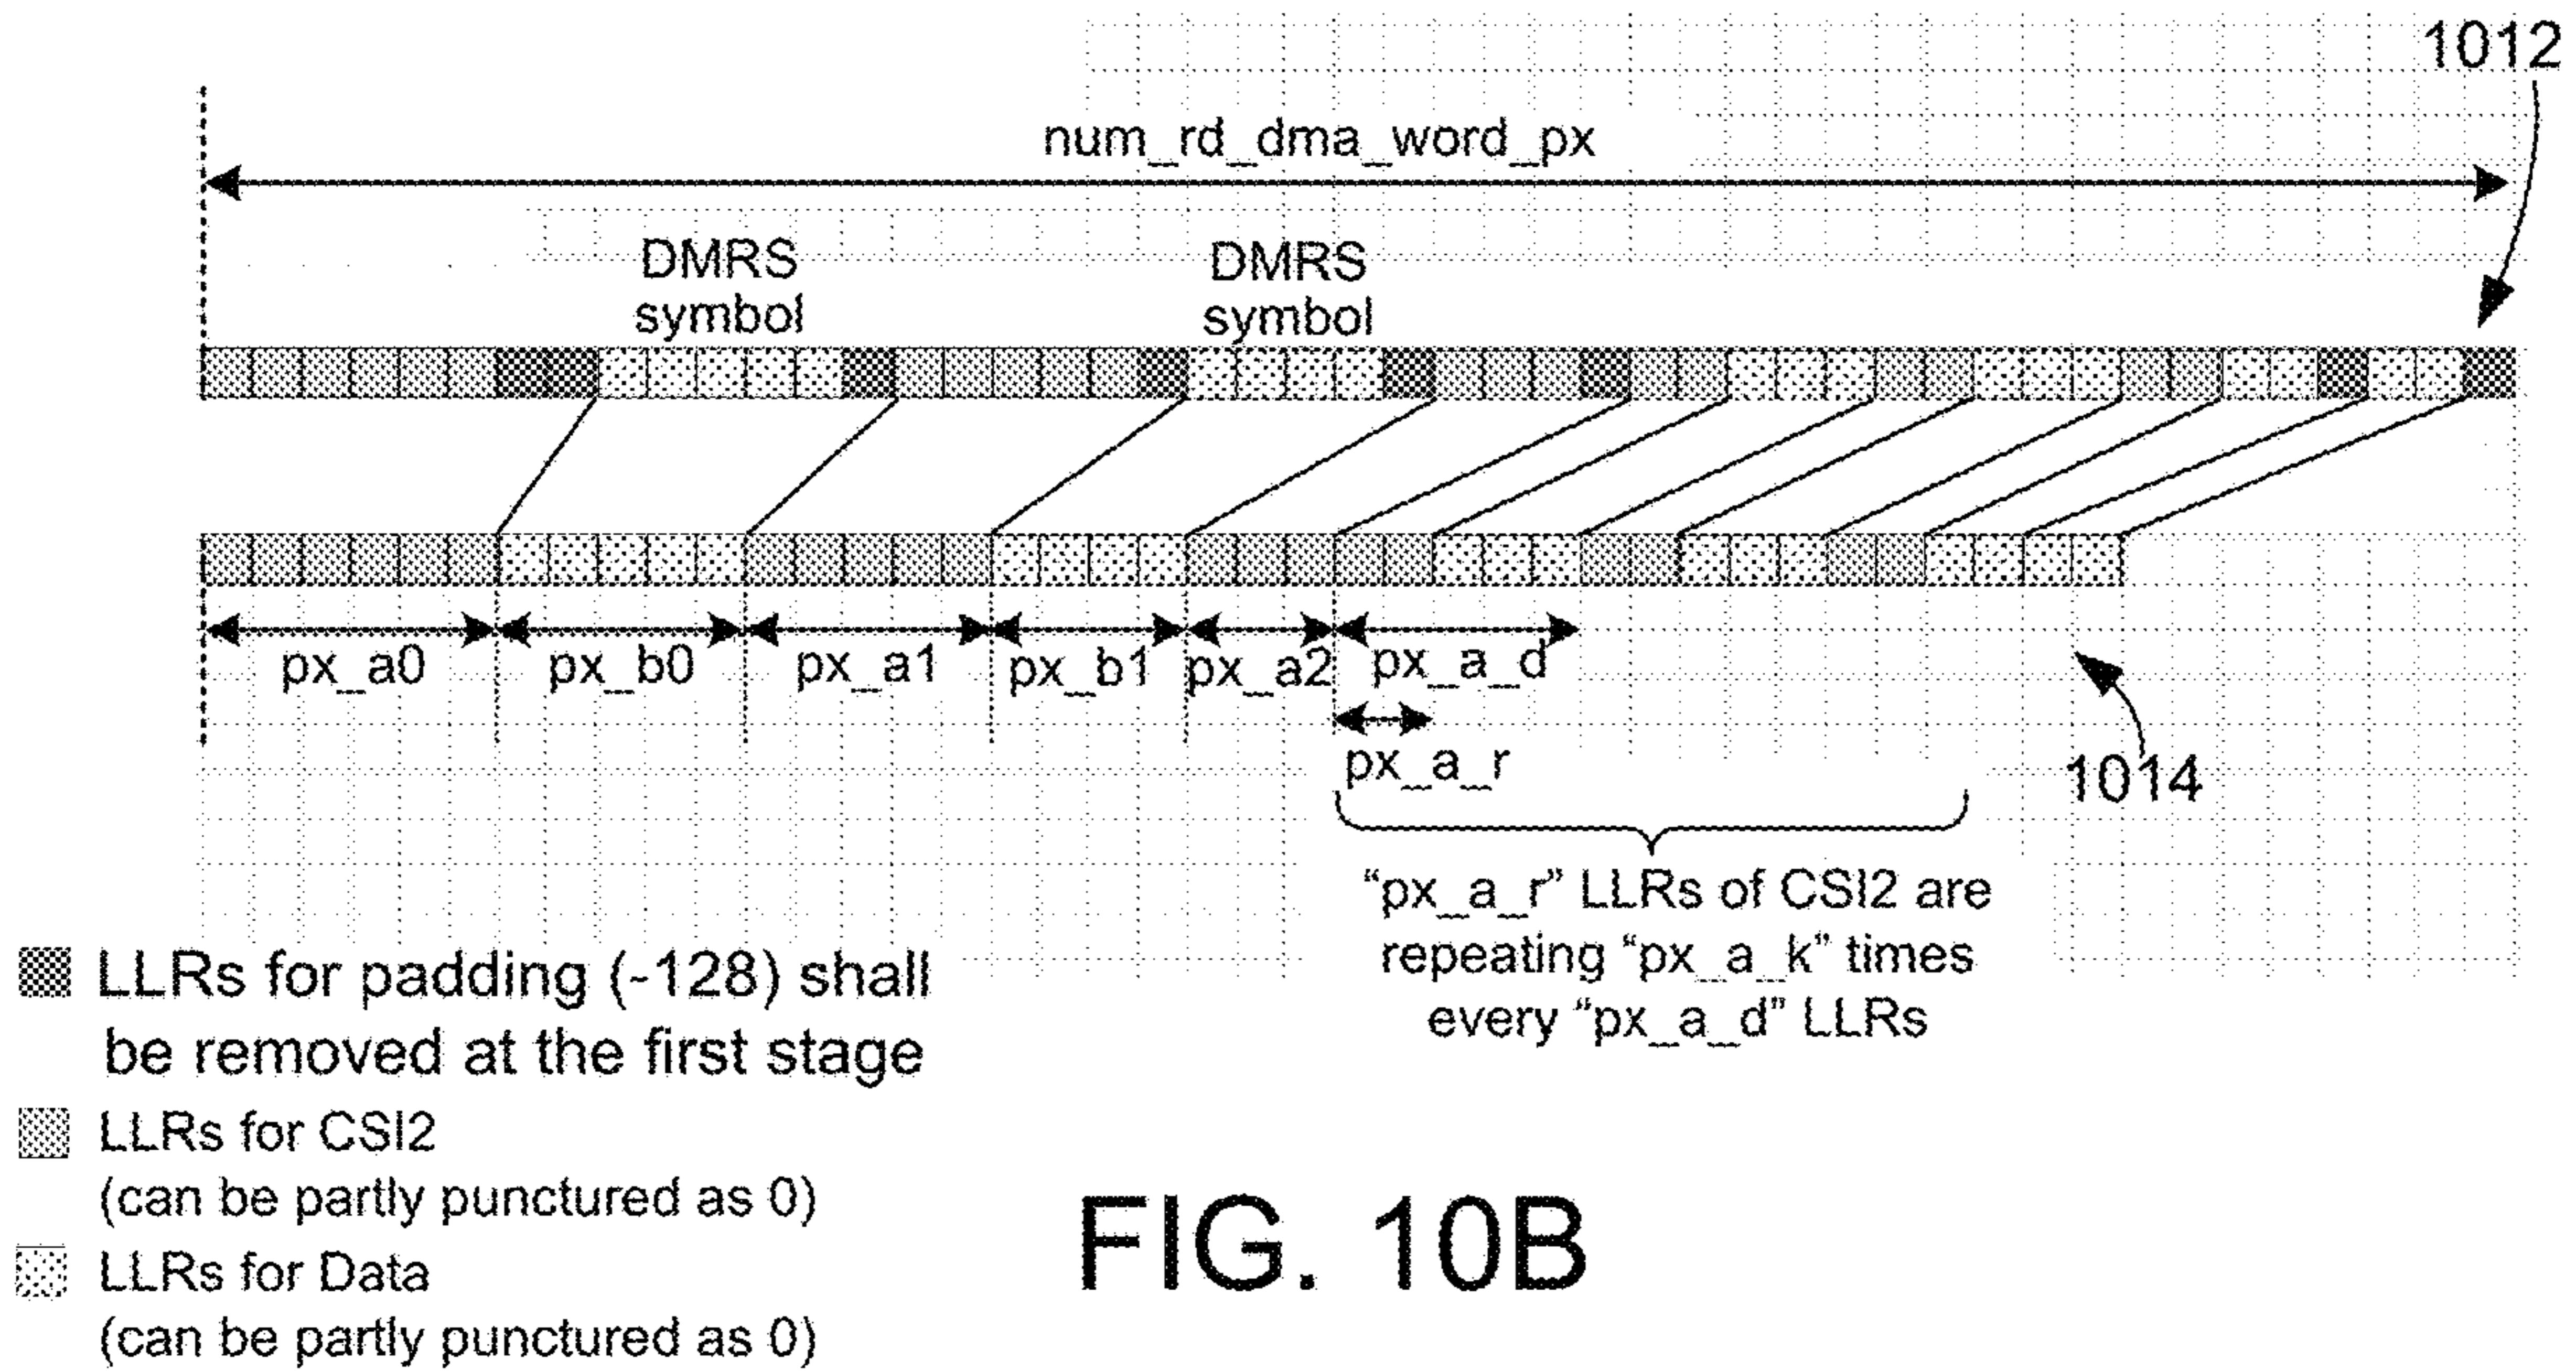 1012
num_rd_dma_word_px
DMRS
symbol
DMRS
symbol
px_a0
px_b0
px_a1
px_b1
px_a2
px_a_d
px_a_r
1014
“px_a_r” LLRs of CSI2 are
repeating “px_a_k” times
every “px_a_d” LLRs
LLRs for padding (-128) shall
be removed at the first stage
LLRs for CSI2
(can be partly punctured as 0)
LLRs for Data
(can be partly punctured as 0)
FIG. 10B